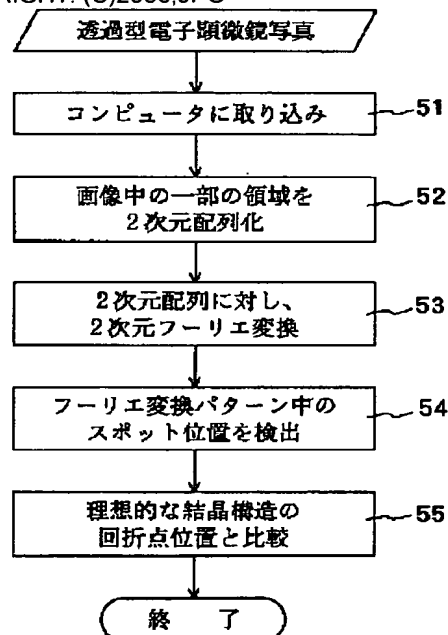 透過型電子顕微鏡写真
コンピュータに取り込み
51
画像中の一部の領域を
2次元配列化
52
2次元配列に対し、
2次元フーリエ変換
53
フーリエ変換パターン中の
スポット位置を検出
54
理想的な結晶構造の
回折点位置と比較
55
終 了